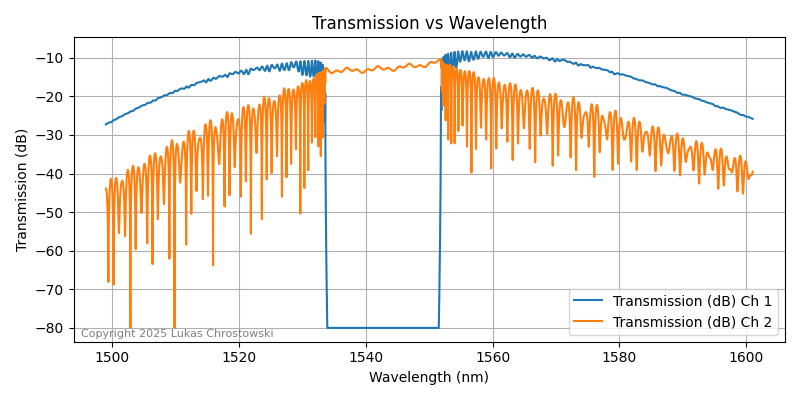 Transmission vs Wavelength
Transmission (dB)
−10
−20
−30
−40
−50
−60
−70
−80
Transmission (dB) Ch 1
Transmission (dB) Ch 2
Copyright 2025 Lukas Chrostowski
1500 1520 1540 1560 1580 1600
Wavelength (nm)